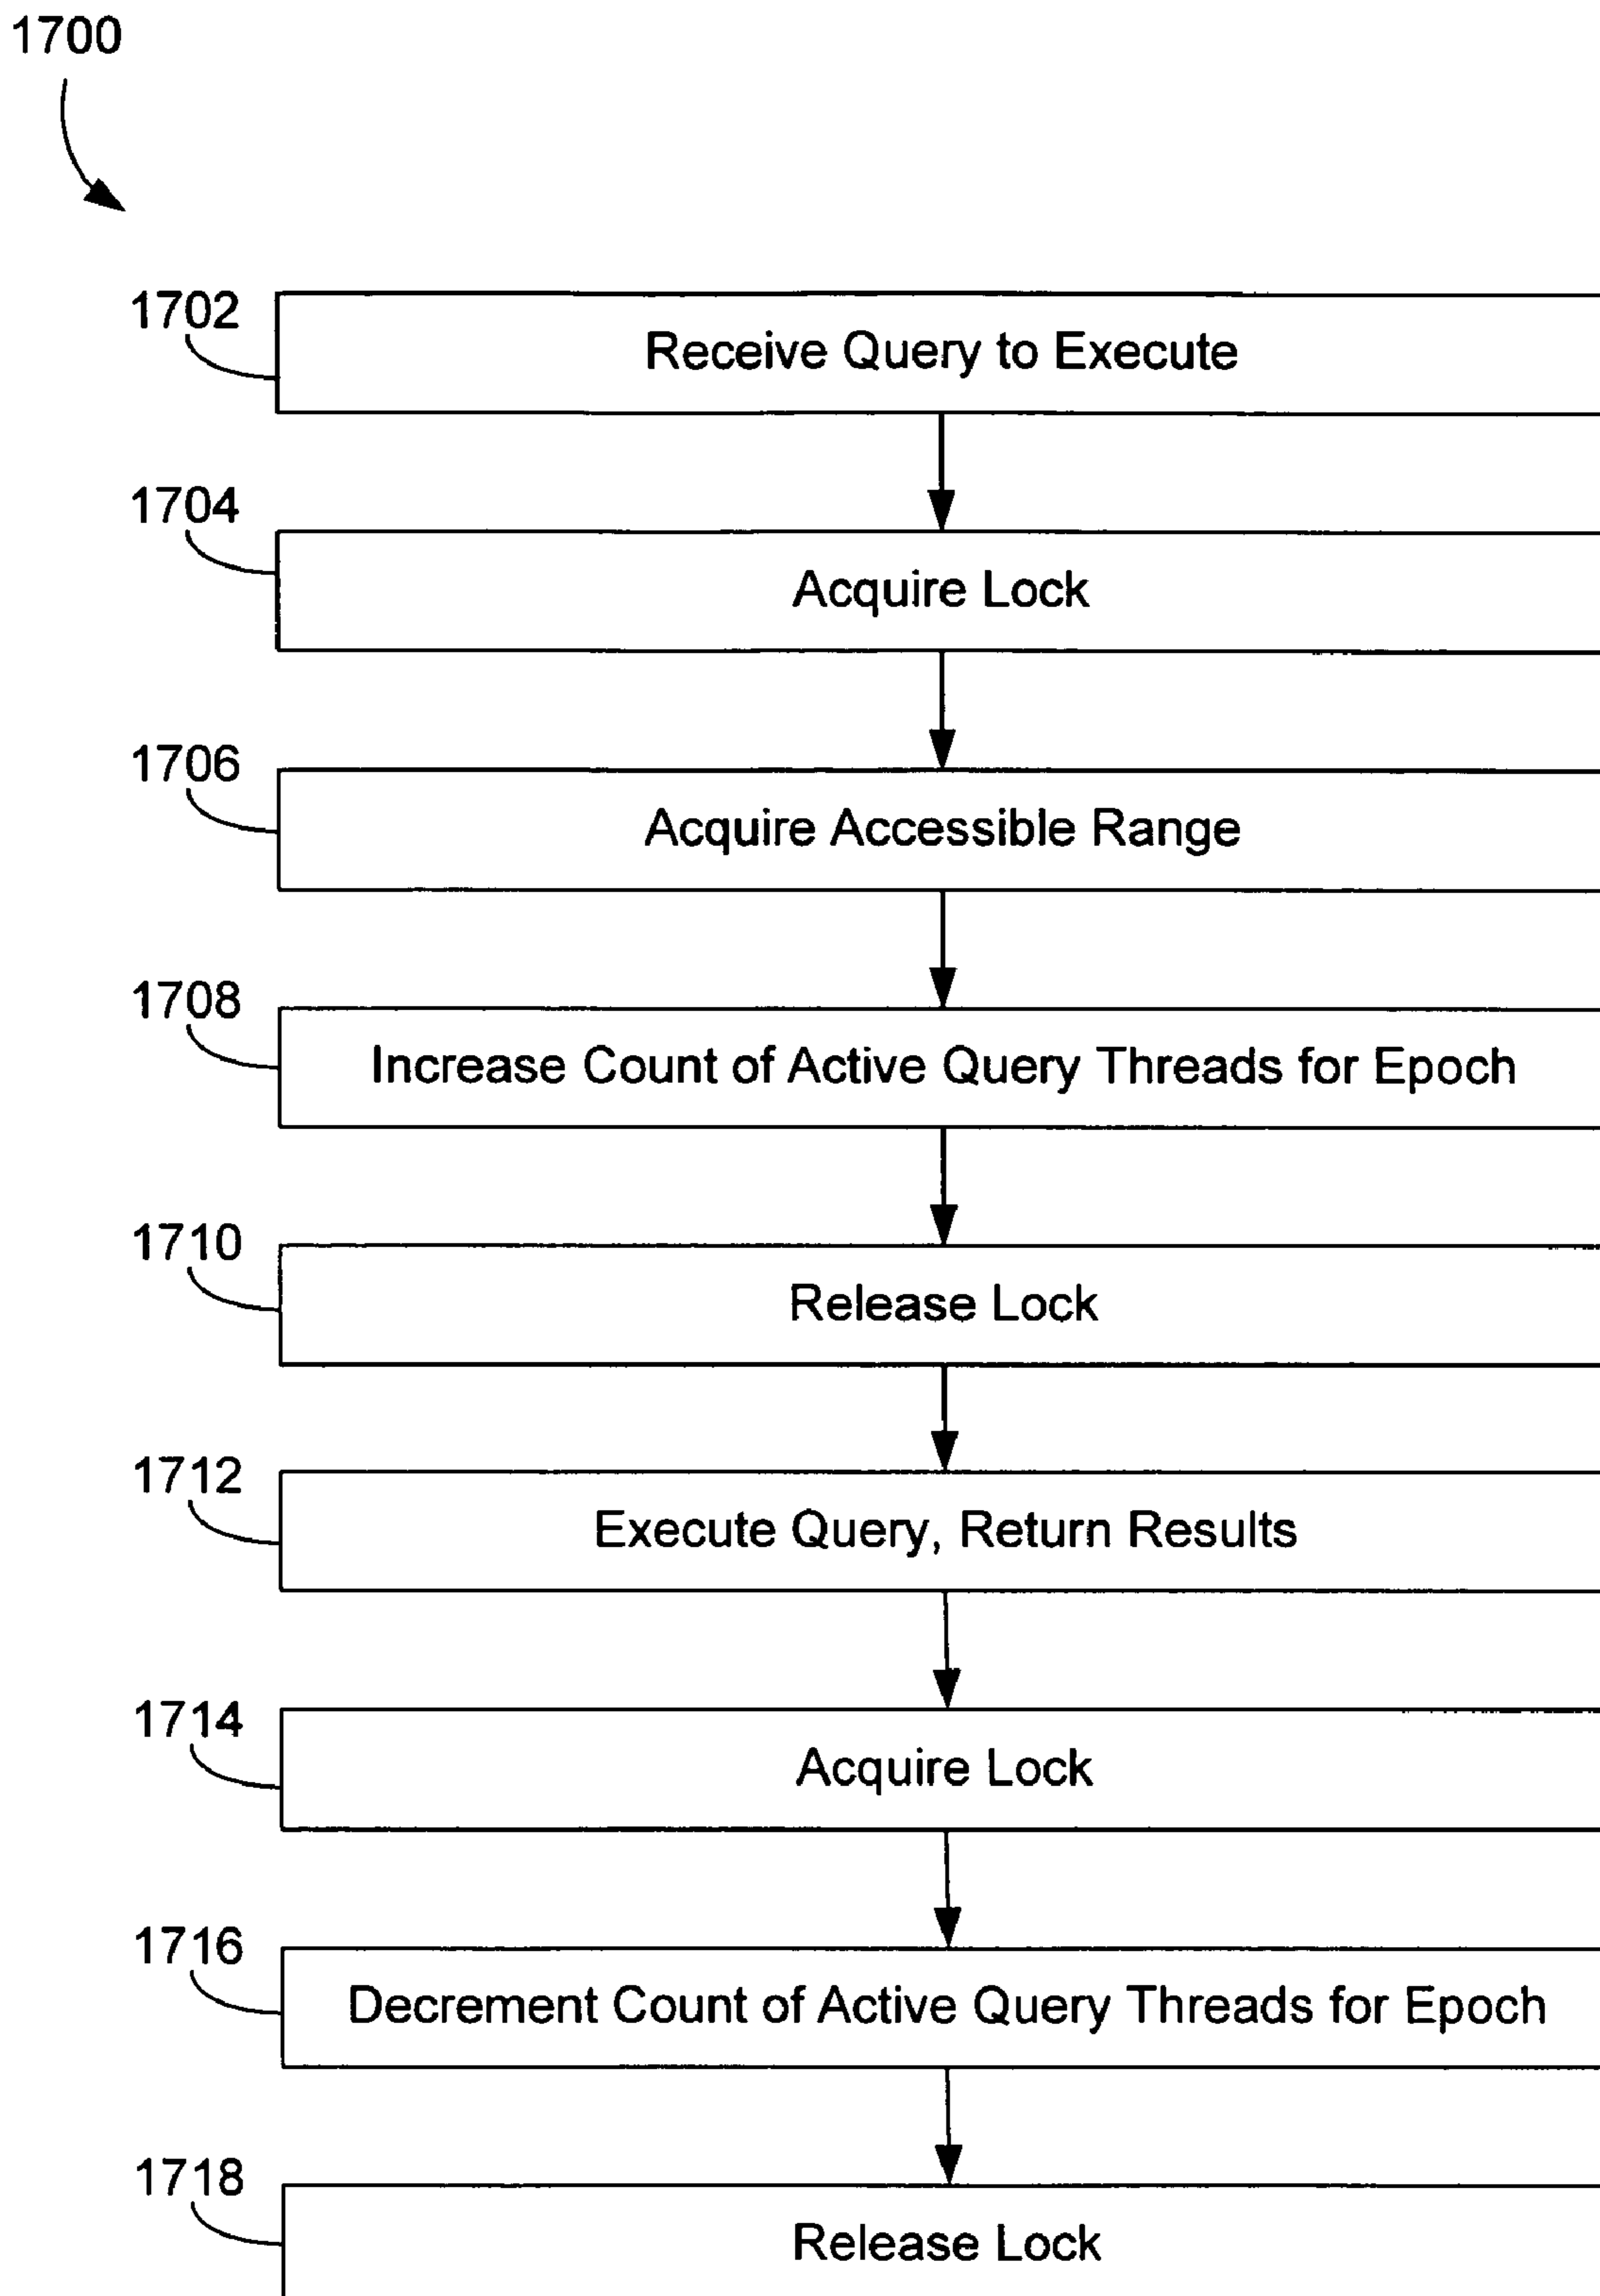 1700
1702
Receive Query to Execute
1704
Acquire Lock
1706
Acquire Accessible Range
1708
Increase Count of Active Query Threads for Epoch
1710
Release Lock
1712
Execute Query, Return Results
1714
Acquire Lock
1716
Decrement Count of Active Query Threads for Epoch
1718
Release Lock